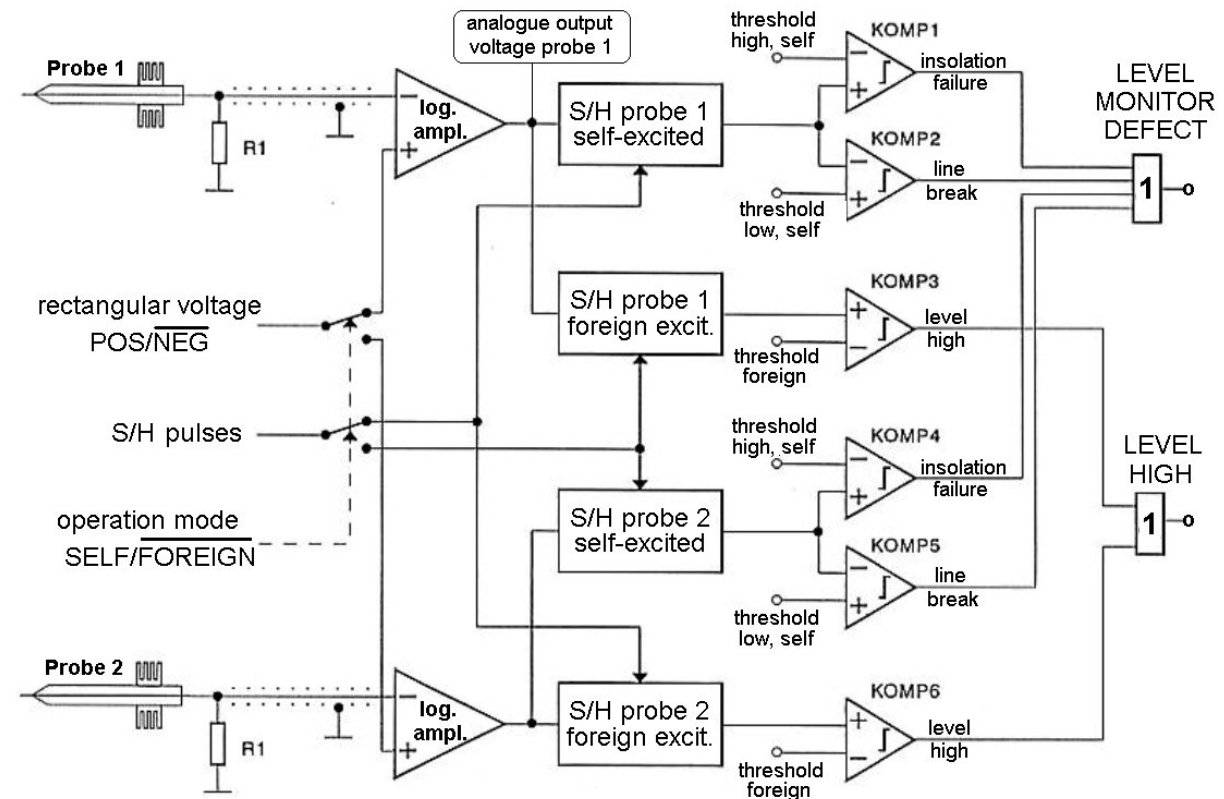 analogue output
voltage probe 1
threshold
high, self
KOMP1
insolation
failure
LEVEL
MONITOR
DEFECT
Probe 1
R1
log.
ampl.
S/H probe 1
self-excited
KOMP2
line
break
threshold
low, self
1
rectangular voltage
POS/NEG
S/H probe 1
foreign excit.
KOMP3
level
high
threshold
foreign
S/H pulses
threshold
high, self
KOMP4
insolation
failure
LEVEL
HIGH
1
operation mode
SELF/FOREIGN
S/H probe 2
self-excited
KOMP5
line
break
threshold
low, self
Probe 2
R1
log.
ampl.
S/H probe 2
foreign excit.
KOMP6
level
high
threshold
foreign